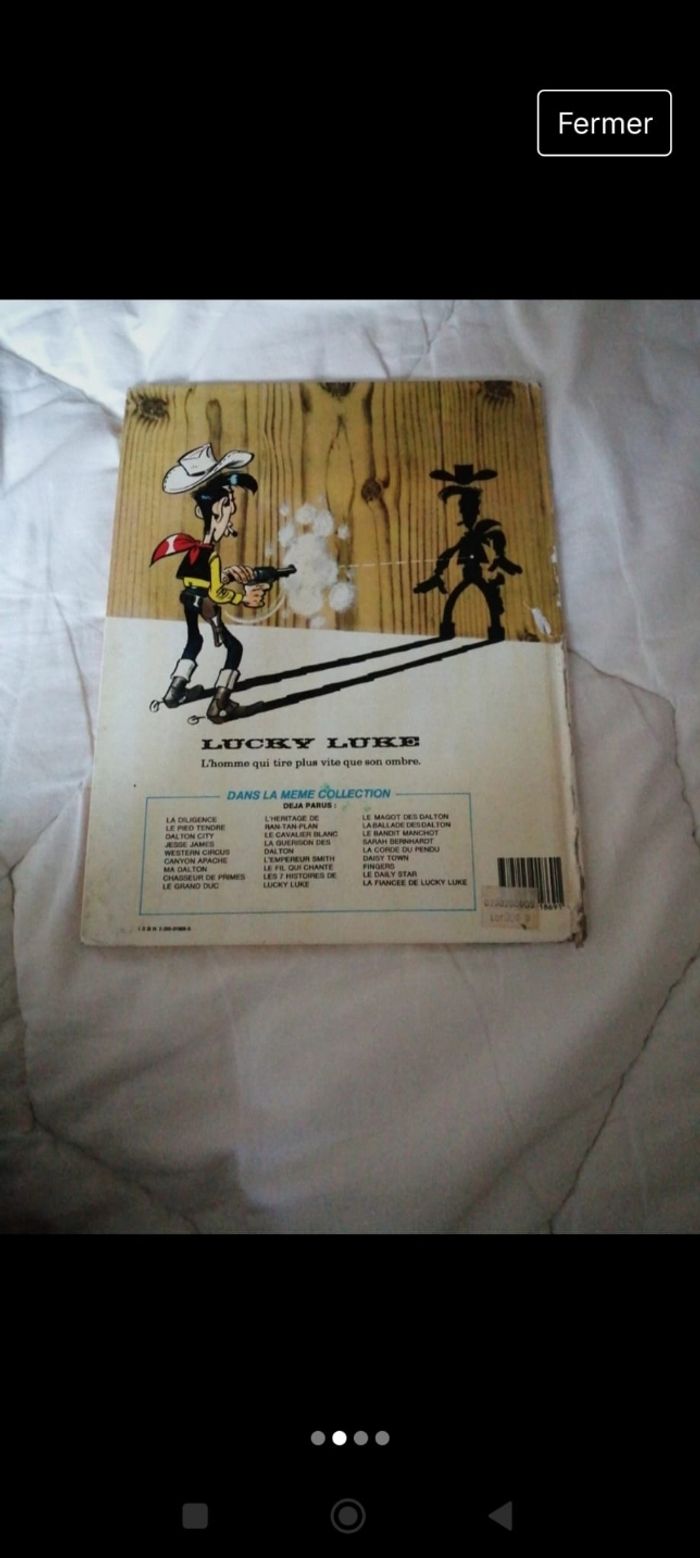 Fermer
LUCKY LUKE
L'homme qui tire plus vite que son ombre.
DANS LA MEME COLLECTION
DEJA PARUS :
LA DILIGENCE
LE PIED TENDRE
DALTON CITY
JESSE JAMES
WESTERN CIRCUS
CANYON APACHE
MA DALTON
CHASSEUR DE PRIMES
LE GRAND DUC
L'HERITAGE DE
RAN-TAN-PLAN
LE CAVALIER BLANC
LA GUERISON DES
DALTON
L'EMPEREUR SMITH
LE FIL QUI CHANTE
LES 7 HISTOIRES DE
LUCKY LUKE
LE MAGOT DES DALTON
LA BALLADE DES DALTON
LE BANDIT MANCHOT
SARAH BERNHARDT
LA CORDE DU PENDU
DAISY TOWN
FINGERS
LE DAILY STAR
LA FIANCEE DE LUCKY LUKE
ISBN